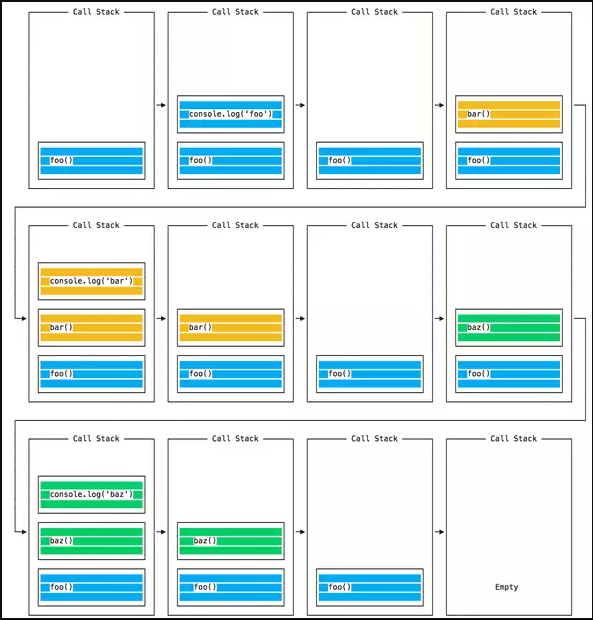 Call Stack Call Stack Call Stack Call Stack
console.log('foo') bar()
foo() foo() foo() foo()
Call Stack Call Stack Call Stack Call Stack
console.log('bar')
bar() bar() baz()
foo() foo() foo() foo()
Call Stack Call Stack Call Stack Call Stack
console.log('baz')
baz() baz()
foo() foo() foo() Empty